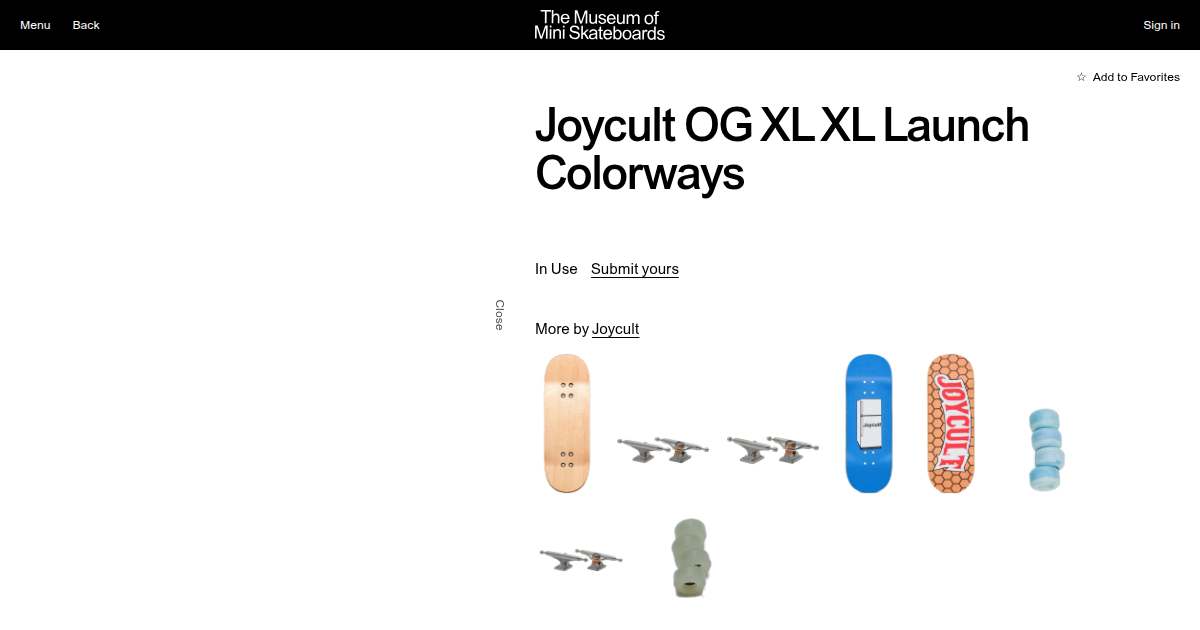 Menu
Back
The Museum of
Mini Skateboards
Sign in
☆ Add to Favorites
Joycult OG XL XL Launch
Colorways
In Use
Submit yours
Close
More by Joycult
Joycult
JOYCULT